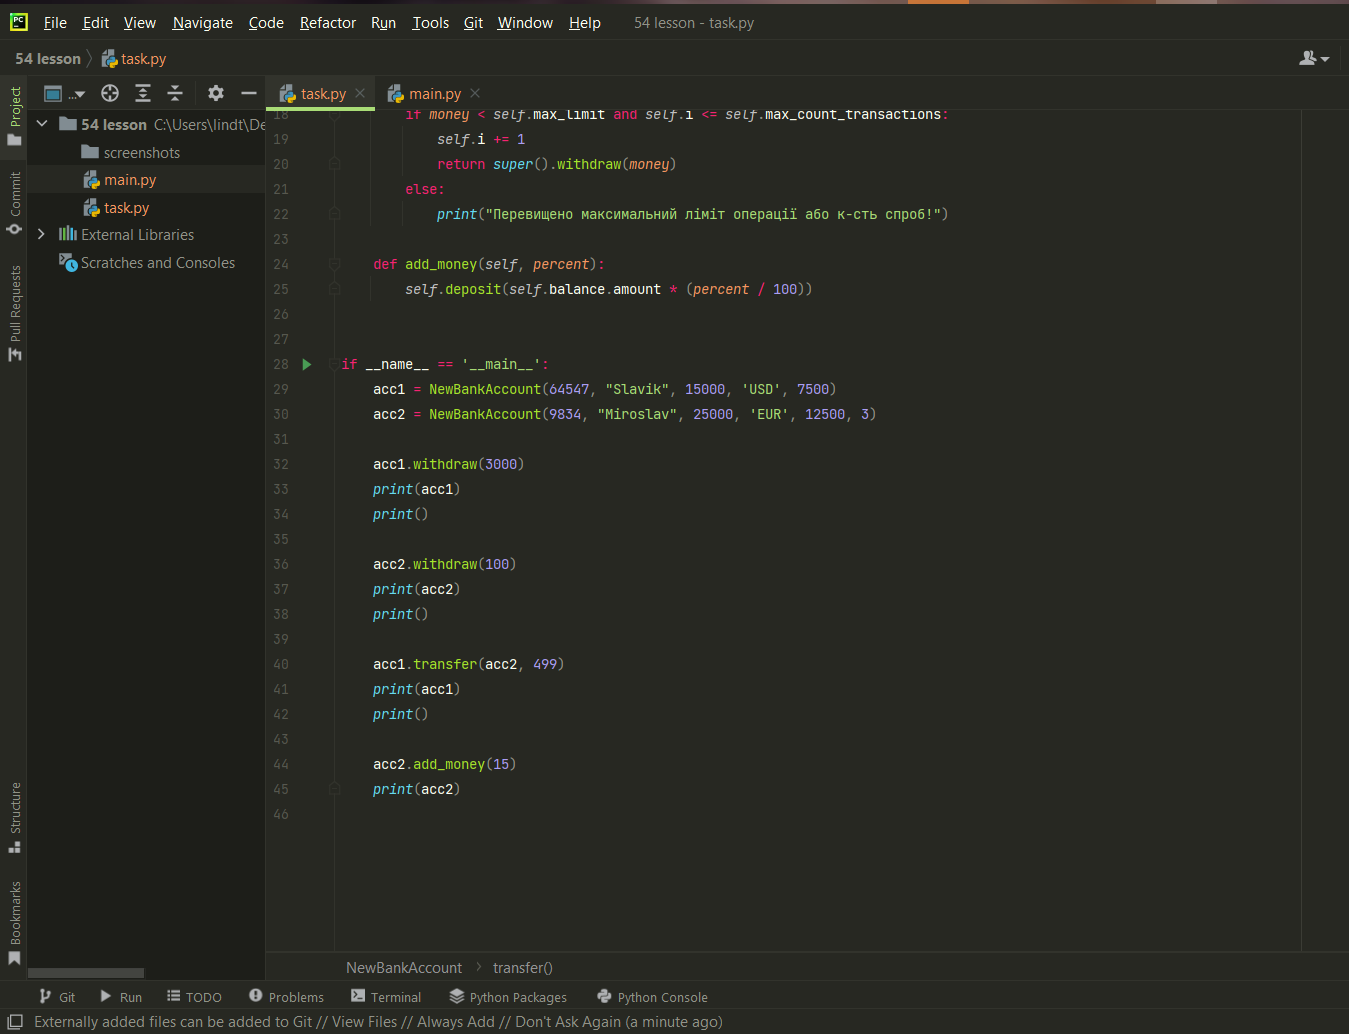 PC File Edit View Navigate Code Refactor Run Tools Git Window Help 54 lesson - task.py
54 lesson task.py
Project
Commit
Pull Requests
Structure
Bookmarks
...
54 lesson C:\Users\lindt\De
screenshots
main.py
task.py
External Libraries
Scratches and Consoles
task.py main.py
18 if money < self.max_limit and self.i <= self.max_count_transactions:
19 self.i += 1
20 return super().withdraw(money)
21 else:
22 print("Перевищено максимальний ліміт операції або к-сть спроб!")
23
24 def add_money(self, percent):
25 self.deposit(self.balance.amount * (percent / 100))
26
27
28 if __name__ == '__main__':
29 acc1 = NewBankAccount(64547, "Slavik", 15000, 'USD', 7500)
30 acc2 = NewBankAccount(9834, "Miroslav", 25000, 'EUR', 12500, 3)
31
32 acc1.withdraw(3000)
33 print(acc1)
34 print()
35
36 acc2.withdraw(100)
37 print(acc2)
38 print()
39
40 acc1.transfer(acc2, 499)
41 print(acc1)
42 print()
43
44 acc2.add_money(15)
45 print(acc2)
46
NewBankAccount transfer()
Git Run TODO Problems Terminal Python Packages Python Console
Externally added files can be added to Git // View Files // Always Add // Don't Ask Again (a minute ago)